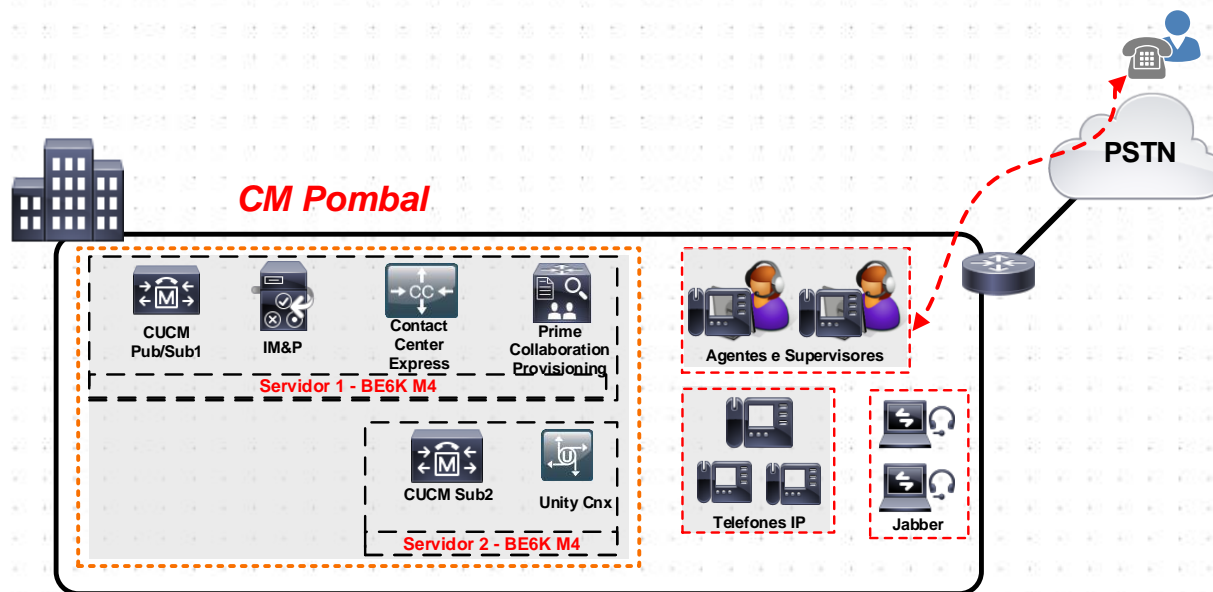 PSTN
CM Pombal
CUCM
Pub/Sub1
IM&P
CC
Contact
Center
Express
Prime
Collaboration
Provisioning
Servidor 1 - BE6K M4
M
CUCM Sub2
U
Unity Cnx
Servidor 2 - BE6K M4
Agentes e Supervisores
Telefones IP
Jabber
M